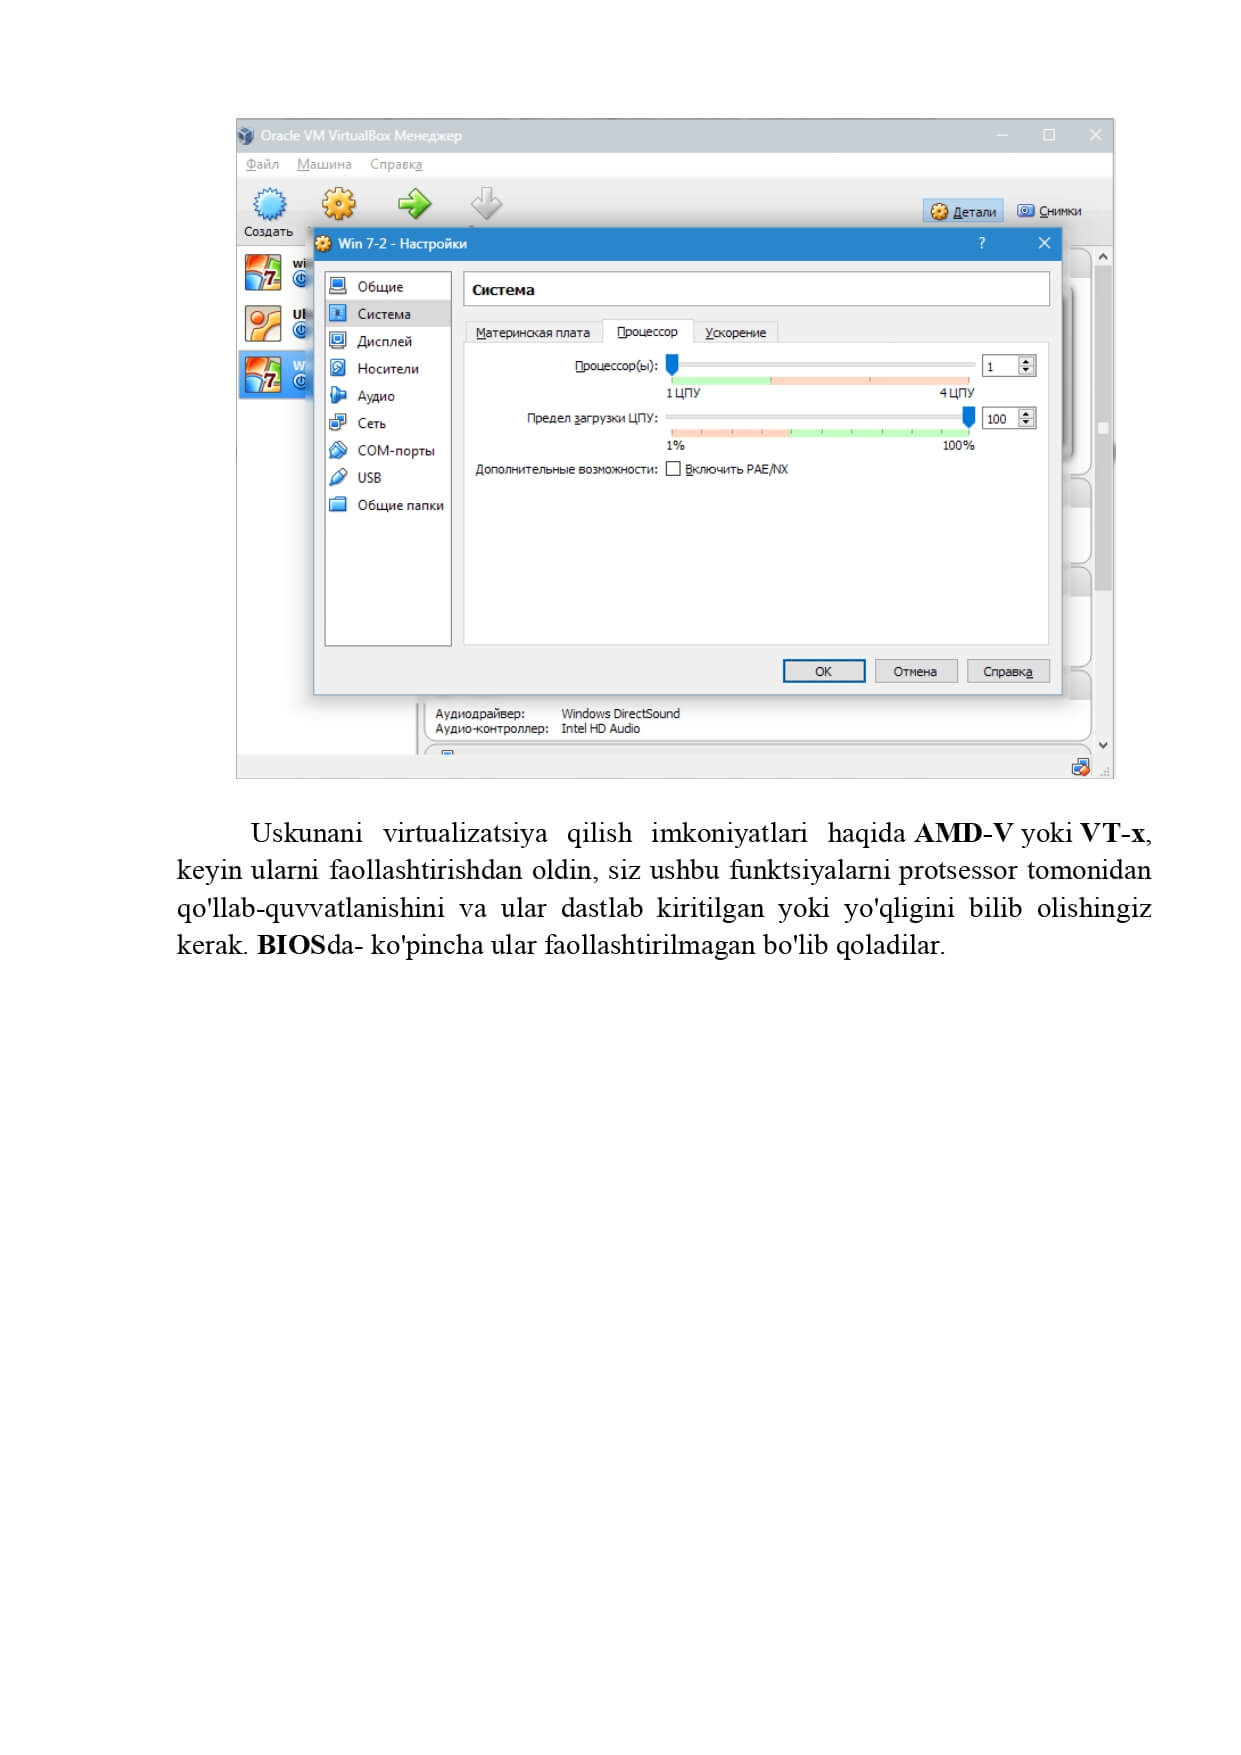 Oracle VM VirtualBox Менеджер
Файл Машина Справка
Создать
Детали Снимки
Win 7-2 - Настройки ?
Общие
Система
Дисплей
Носители
Аудио
Сеть
COM-порты
USB
Общие папки
Система
Материнская плата Процессор Ускорение
Процессор(ы): 1
1 ЦПУ 4 ЦПУ
Предел загрузки ЦПУ: 100
1% 100%
Дополнительные возможности: Включить PAE/NX
OK Отмена Справка
Аудиодрайвер: Windows DirectSound
Аудио-контроллер: Intel HD Audio
Uskunani virtualizatsiya qilish imkoniyatlari haqida AMD-V yoki VT-x,
keyin ularni faollashtirishdan oldin, siz ushbu funktsiyalarni protsessor tomonidan
qo'llab-quvvatlanishini va ular dastlab kiritilgan yoki yo'qligini bilib olishingiz
kerak. BIOSda- ko'pincha ular faollashtirilmagan bo'lib qoladilar.